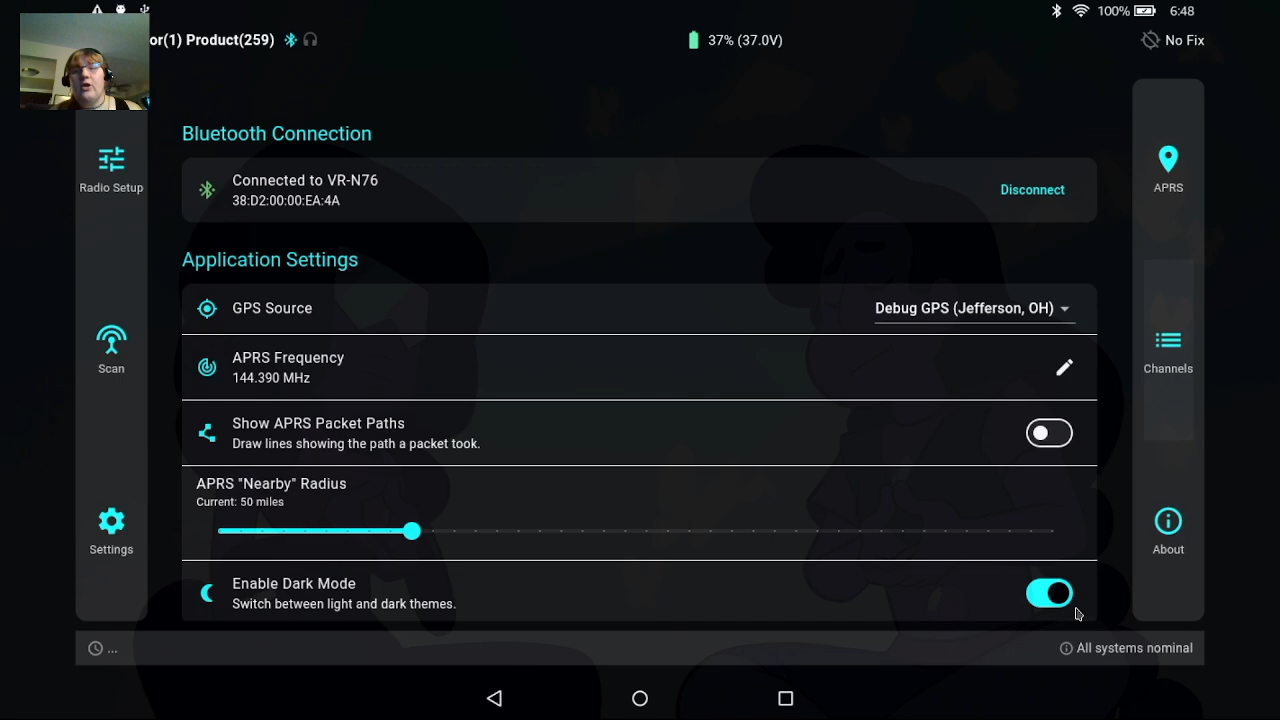 100% 6:48
or(1) Product(259)
37% (37.0V)
No Fix
Radio Setup
Scan
Settings
Bluetooth Connection
Connected to VR-N76
38:D2:00:00:EA:4A
Disconnect
Application Settings
GPS Source
Debug GPS (Jefferson, OH)
APRS Frequency
144.390 MHz
Show APRS Packet Paths
Draw lines showing the path a packet took.
APRS "Nearby" Radius
Current: 50 miles
Enable Dark Mode
Switch between light and dark themes.
APRS
Channels
About
...
All systems nominal